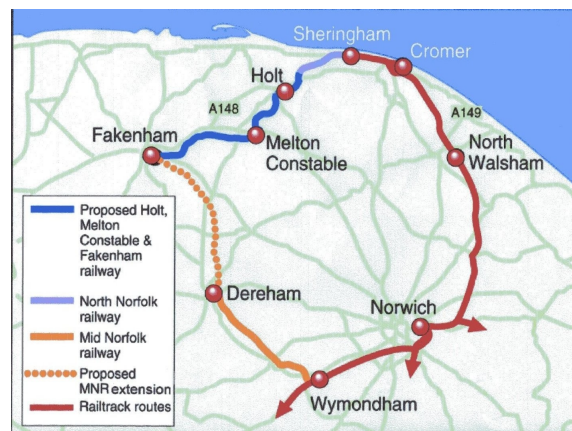 Sheringham
Cromer
Holt
A148
A149
Fakenham
Melton
Constable
North
Walsham
Proposed Holt,
Melton
Constable &
Fakenham
railway
North Norfolk
railway
Mid Norfolk
railway
Proposed
MNR extension
Railtrack routes
Dereham
Norwich
Wymondham